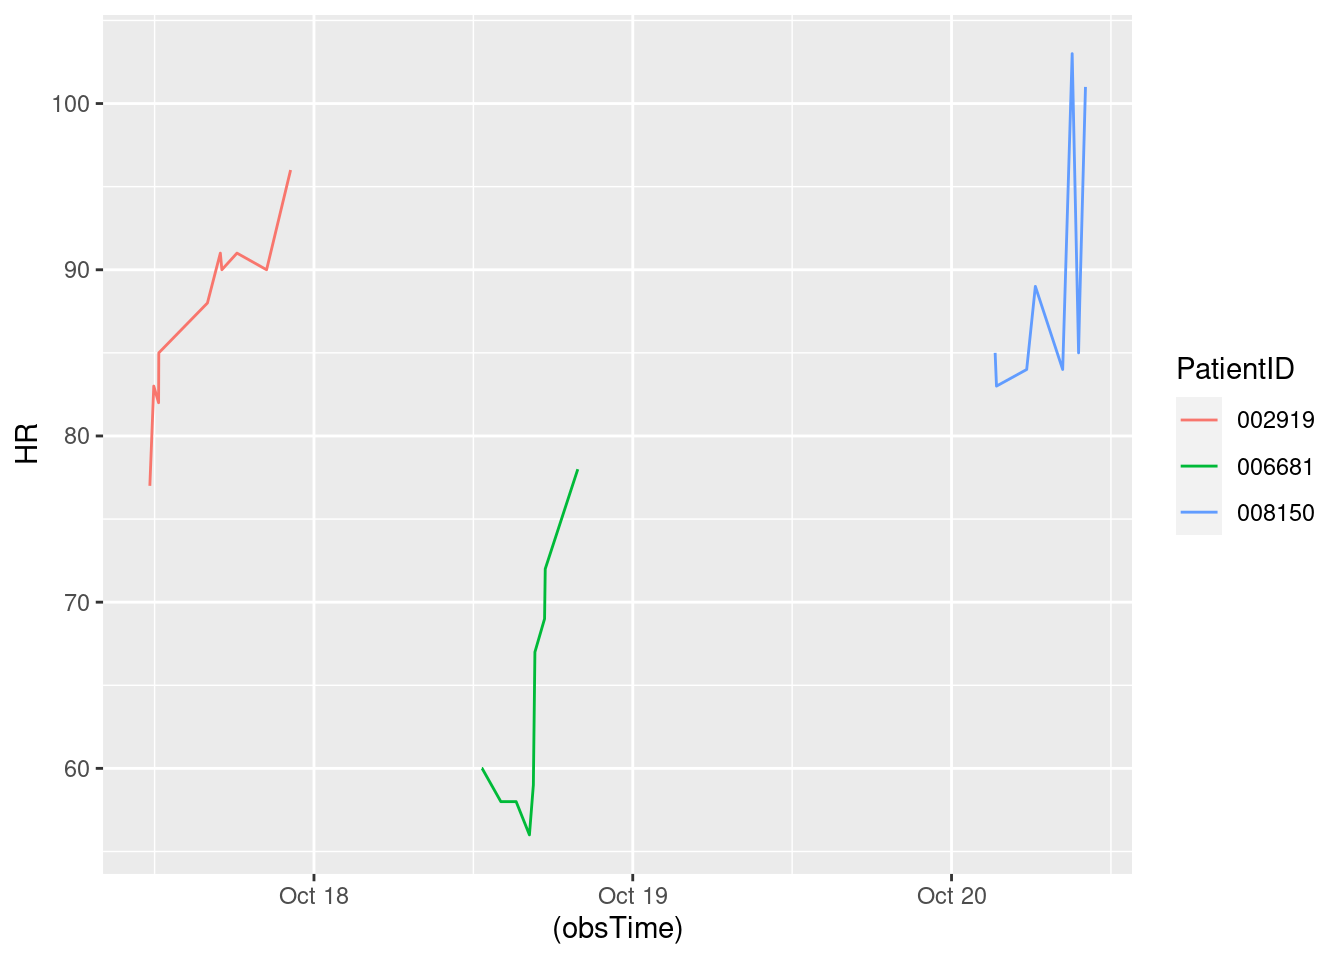 100
90
80
70
60
HR
Oct 18
Oct 19
Oct 20
(obsTime)
PatientID
002919
006681
008150